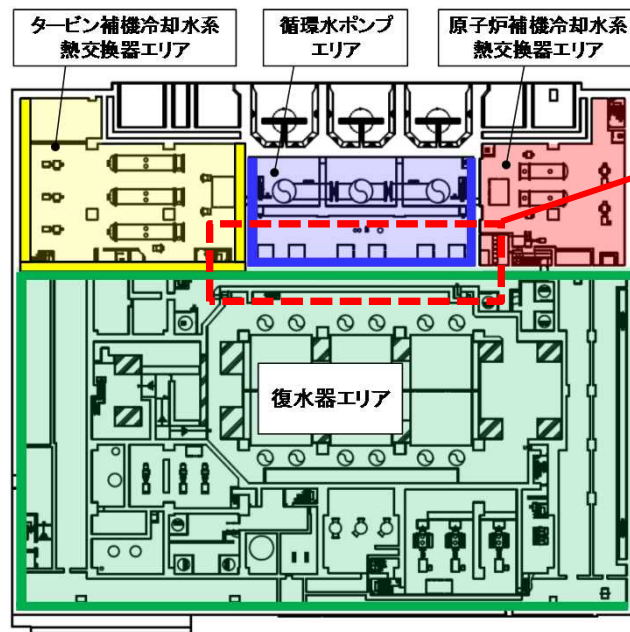 タービン補機冷却水系
熱交換器エリア
循環水ポンプ
エリア
原子炉補機冷却水系
熱交換器エリア
復水器エリア